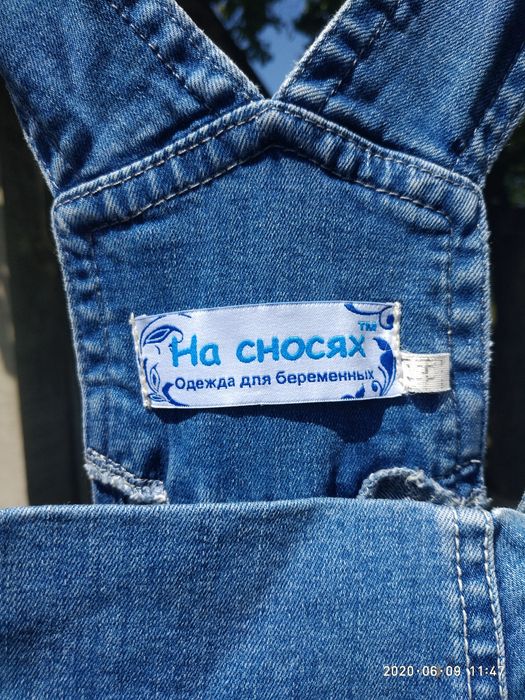 На сносях™
Одежда для беременных
2020-06-09 11:47